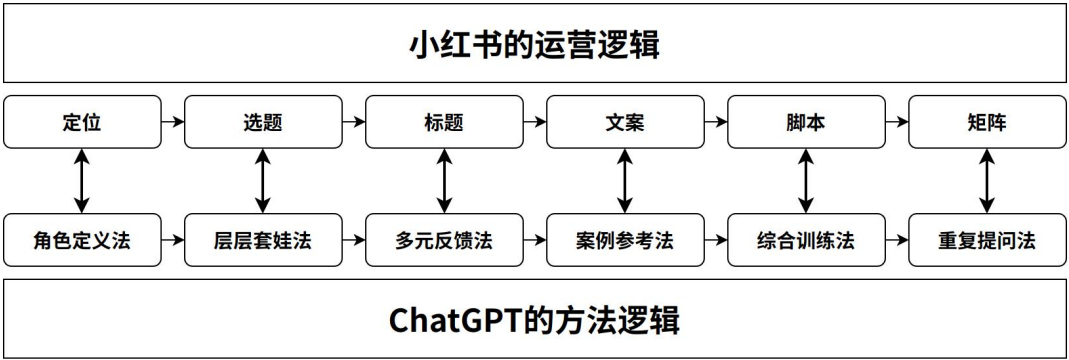 小红书的运营逻辑
定位
选题
标题
文案
脚本
矩阵
角色定义法
层层套娃法
多元反馈法
案例参考法
综合训练法
重复提问法
ChatGPT的方法逻辑